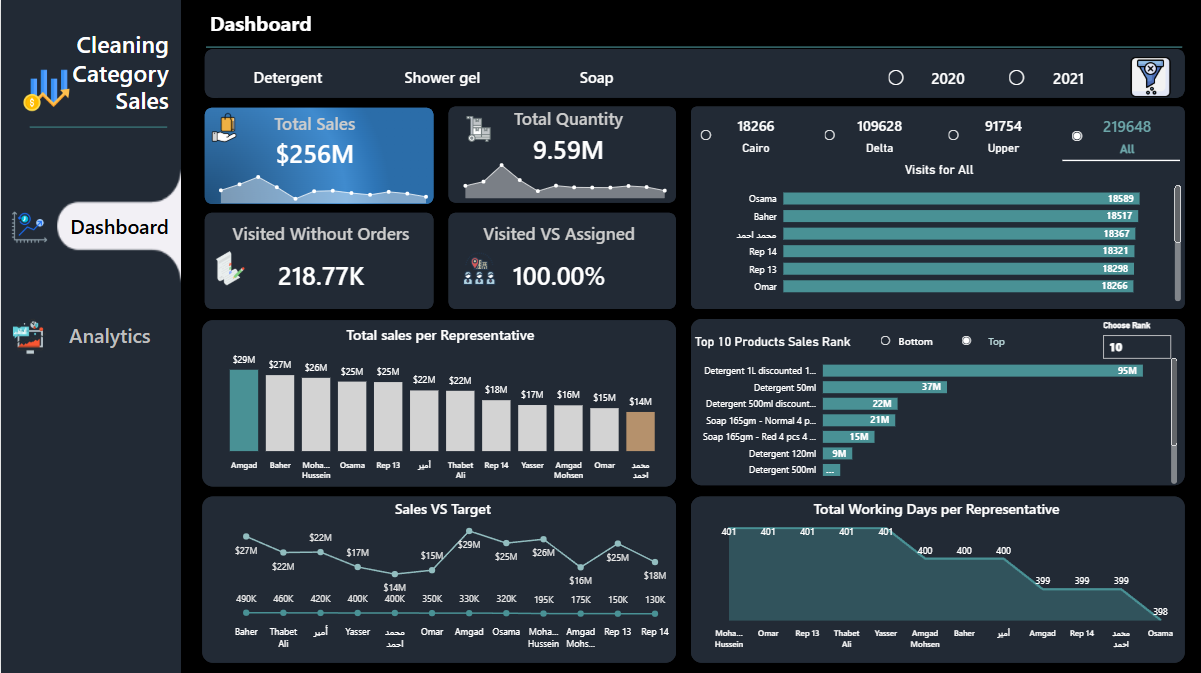 Cleaning
Category
Sales
Dashboard
Analytics
Dashboard
Detergent Shower gel Soap 2020 2021
Total Sales
$256M
Total Quantity
9.59M
Visited Without Orders
218.77K
Visited VS Assigned
100.00%
18266 109628 91754 219648
Cairo Delta Upper All
Visits for All
Osama 18589
Baher 18517
محمد احمد 18367
Rep 14 18321
Rep 13 18298
Omar 18266
Total sales per Representative
$29M $27M $26M $25M $25M $22M $22M $18M $17M $16M $15M $14M
Amgad Baher Moha... Osama Rep 13 أمير Thabet Rep 14 Yasser Amgad Omar محمد
Hussein Ali Mohsen احمد
Choose Rank
Top 10 Products Sales Rank Bottom Top 10
Detergent 1L discounted 1... 95M
Detergent 50ml 37M
Detergent 500ml discount... 22M
Soap 165gm - Normal 4 p... 21M
Soap 165gm - Red 4 pcs 4 ... 15M
Detergent 120ml 9M
Detergent 500ml ...
Sales VS Target
$27M $22M $22M $17M $14M $15M $29M $25M $26M $16M $25M $18M
490K 460K 420K 400K 400K 350K 330K 320K 195K 175K 150K 130K
Baher Thabet أمير Yasser محمد Omar Amgad Osama Moha... Amgad Rep 13 Rep 14
Ali احمد Hussein Mohs...
Total Working Days per Representative
401 401 401 401 401 400 400 400 399 399 399 398
Moha... Omar Rep 13 Thabet Yasser Amgad Baher أمير Amgad Rep 14 محمد Osama
Hussein Ali Mohsen احمد